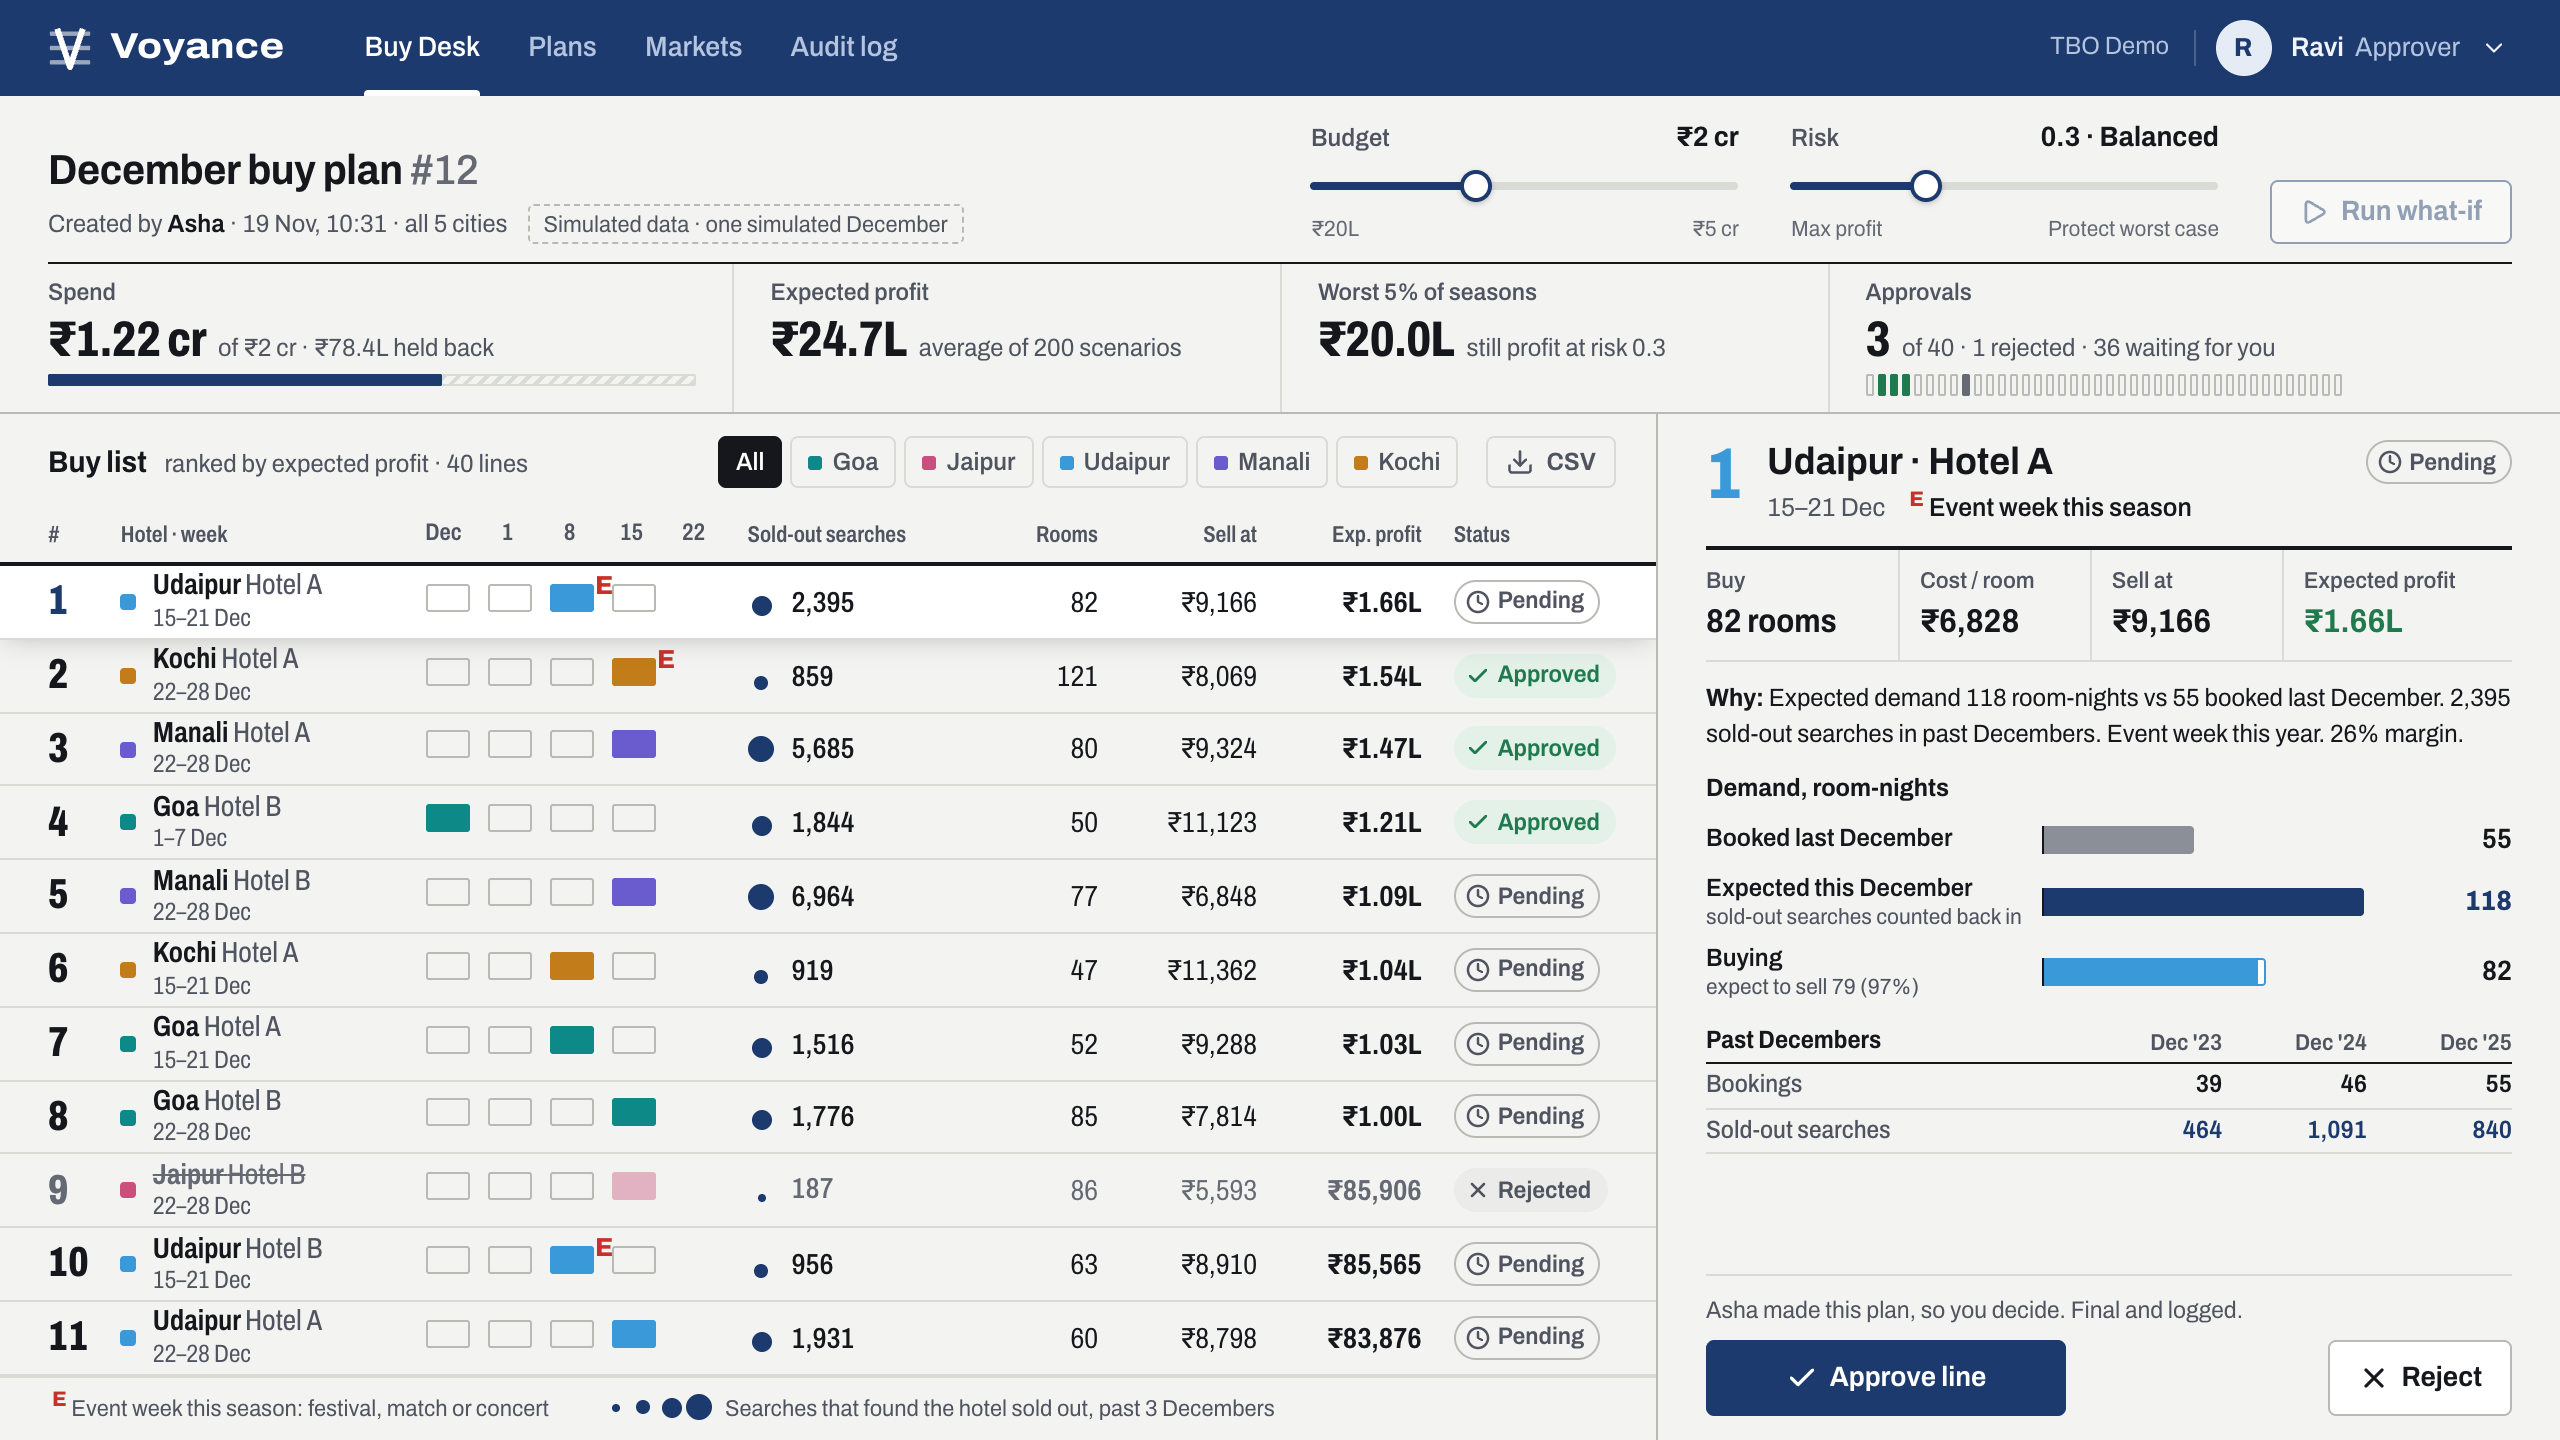 Voyance
Buy Desk Plans Markets Audit log
TBO Demo R Ravi Approver
December buy plan #12
Created by Asha · 19 Nov, 10:31 · all 5 cities Simulated data · one simulated December
Budget ₹2 cr
₹20L ₹5 cr
Risk 0.3 · Balanced
Max profit Protect worst case
Run what-if
Spend
₹1.22 cr of ₹2 cr · ₹78.4L held back
Expected profit
₹24.7L average of 200 scenarios
Worst 5% of seasons
₹20.0L still profit at risk 0.3
Approvals
3 of 40 · 1 rejected · 36 waiting for you
Buy list ranked by expected profit · 40 lines
All Goa Jaipur Udaipur Manali Kochi CSV
# Hotel · week Dec 1 8 15 22 Sold-out searches Rooms Sell at Exp. profit Status
1 Udaipur Hotel A E 2,395 82 ₹9,166 ₹1.66L Pending
15–21 Dec
2 Kochi Hotel A E 859 121 ₹8,069 ₹1.54L Approved
22–28 Dec
3 Manali Hotel A 5,685 80 ₹9,324 ₹1.47L Approved
22–28 Dec
4 Goa Hotel B 1,844 50 ₹11,123 ₹1.21L Approved
1–7 Dec
5 Manali Hotel B 6,964 77 ₹6,848 ₹1.09L Pending
22–28 Dec
6 Kochi Hotel A 919 47 ₹11,362 ₹1.04L Pending
15–21 Dec
7 Goa Hotel A 1,516 52 ₹9,288 ₹1.03L Pending
15–21 Dec
8 Goa Hotel B 1,776 85 ₹7,814 ₹1.00L Pending
22–28 Dec
9 Jaipur Hotel B 187 86 ₹5,593 ₹85,906 Rejected
22–28 Dec
10 Udaipur Hotel B E 956 63 ₹8,910 ₹85,565 Pending
15–21 Dec
11 Udaipur Hotel A 1,931 60 ₹8,798 ₹83,876 Pending
22–28 Dec
E Event week this season: festival, match or concert Searches that found the hotel sold out, past 3 Decembers
1 Udaipur · Hotel A Pending
15–21 Dec E Event week this season
Buy Cost / room Sell at Expected profit
82 rooms ₹6,828 ₹9,166 ₹1.66L
Why: Expected demand 118 room-nights vs 55 booked last December. 2,395
sold-out searches in past Decembers. Event week this year. 26% margin.
Demand, room-nights
Booked last December 55
Expected this December 118
sold-out searches counted back in
Buying 82
expect to sell 79 (97%)
Past Decembers Dec '23 Dec '24 Dec '25
Bookings 39 46 55
Sold-out searches 464 1,091 840
Asha made this plan, so you decide. Final and logged.
Approve line Reject